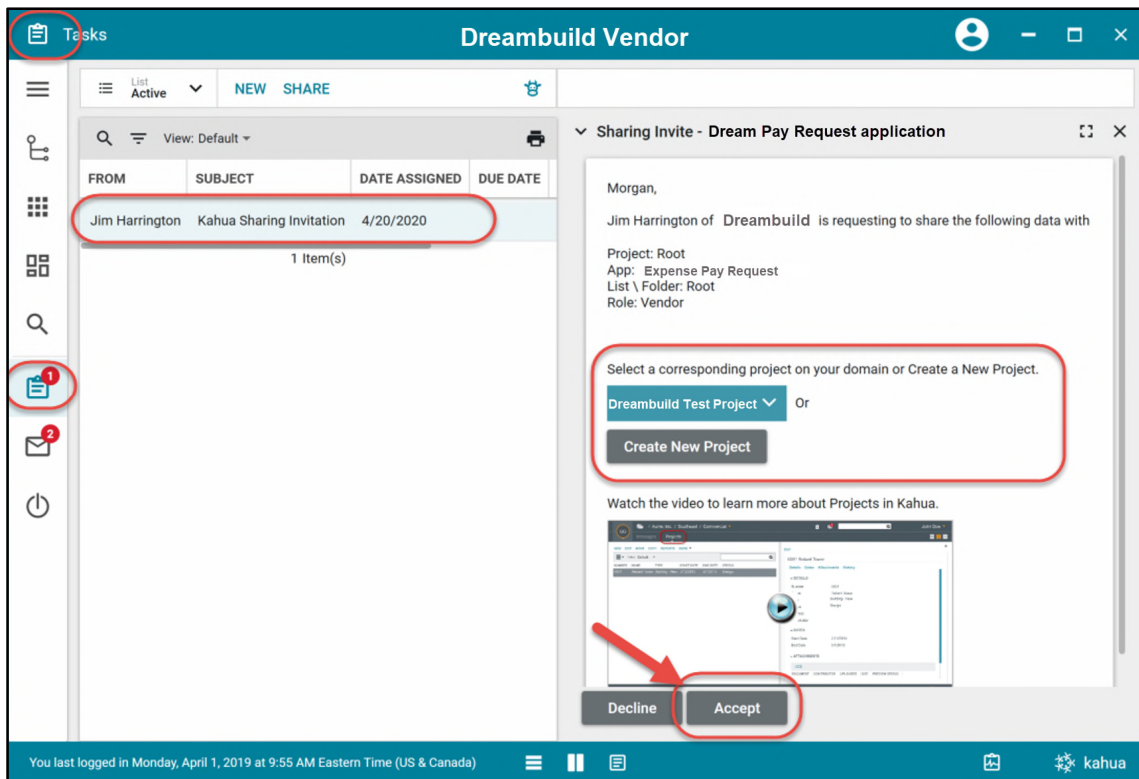 Tasks
Dreambuild Vendor
List
Active
NEW SHARE
View: Default
FROM SUBJECT DATE ASSIGNED DUE DATE
Jim Harrington Kahua Sharing Invitation 4/20/2020
1 Item(s)
1
2
Sharing Invite - Dream Pay Request application
Morgan,
Jim Harrington of Dreambuild is requesting to share the following data with
Project: Root
App: Expense Pay Request
List \ Folder: Root
Role: Vendor
Select a corresponding project on your domain or Create a New Project.
Dreambuild Test Project Or
Create New Project
Watch the video to learn more about Projects in Kahua.
Decline Accept
You last logged in Monday, April 1, 2019 at 9:55 AM Eastern Time (US & Canada)
kahua